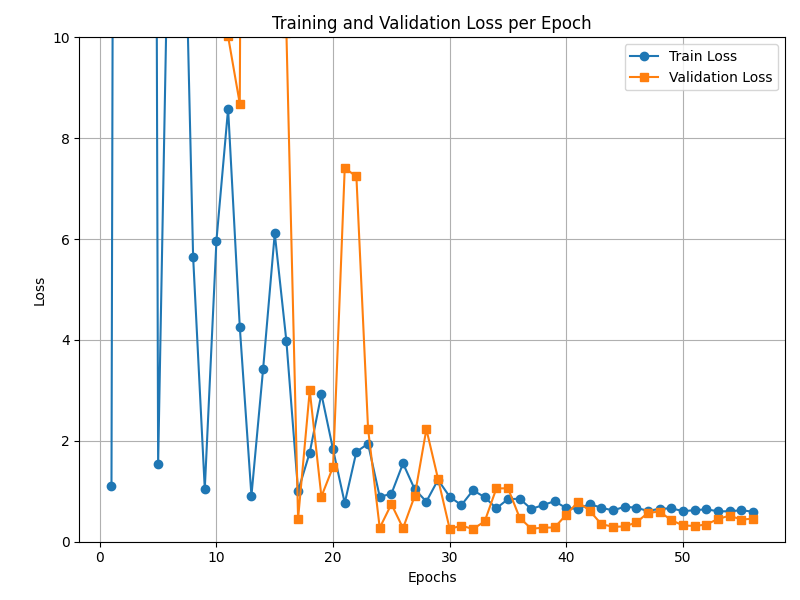 Training and Validation Loss per Epoch
Train Loss
Validation Loss
Loss
10
8
6
4
2
0
0 10 20 30 40 50
Epochs